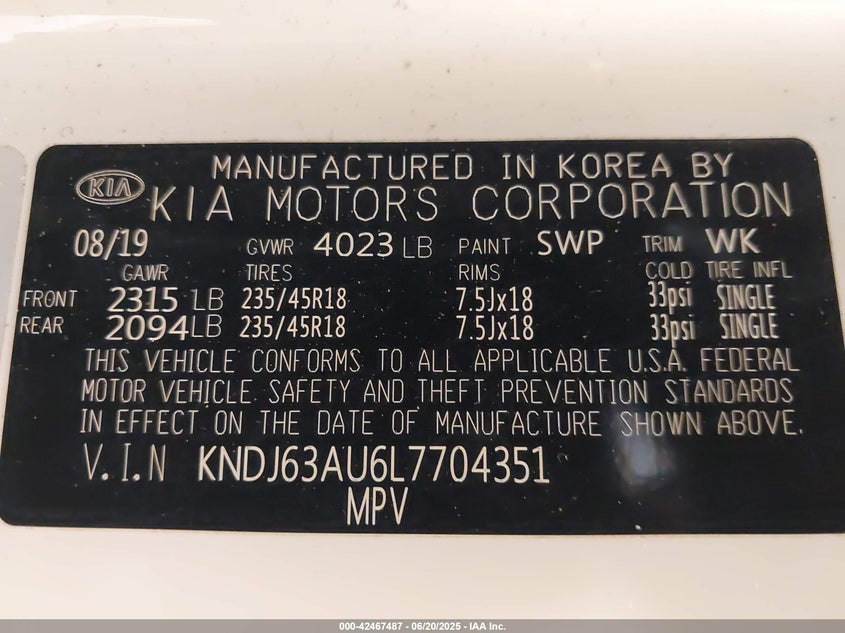 MANUFACTURED IN KOREA BY
KIA KIA MOTORS CORPORATION
08/19 GVWR 4023 LB PAINT SWP TRIM WK
GAWR TIRES RIMS COLD TIRE INFL
FRONT 2315 LB 235/45R18 7.5Jx18 33psi SINGLE
REAR 2094 LB 235/45R18 7.5Jx18 33psi SINGLE
THIS VEHICLE CONFORMS TO ALL APPLICABLE U.S.A. FEDERAL
MOTOR VEHICLE SAFETY AND THEFT PREVENTION STANDARDS
IN EFFECT ON THE DATE OF MANUFACTURE SHOWN ABOVE.
V.I.N KNDJ63AU6L7704351
MPV
000-42467487 - 06/20/2025 - IAA Inc.